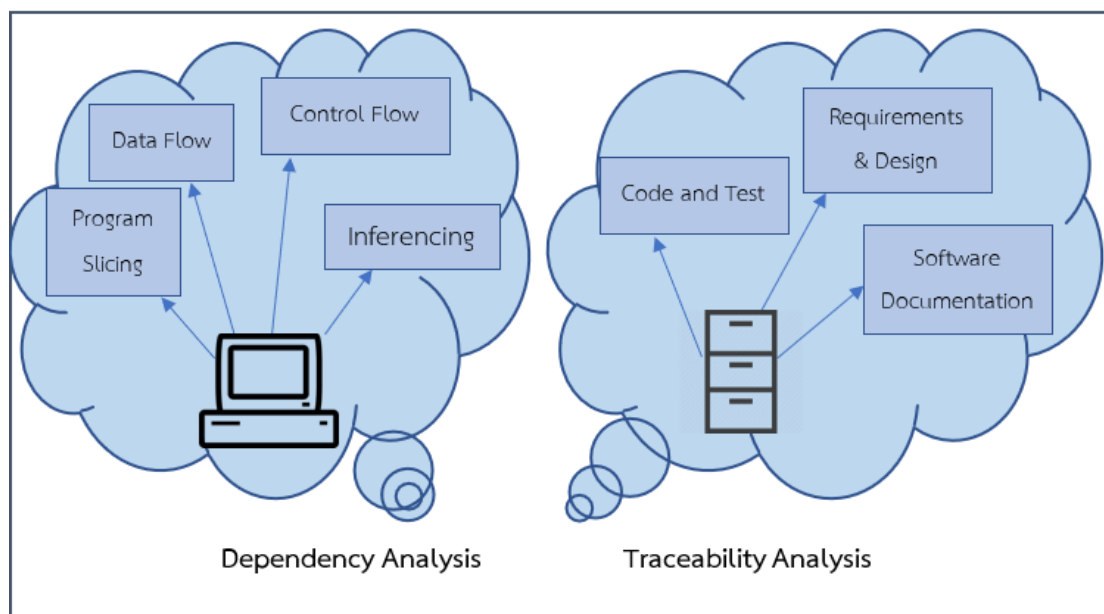 Control Flow
Data Flow
Program
Slicing
Inferencing
Requirements
& Design
Code and Test
Software
Documentation
Dependency Analysis
Traceability Analysis